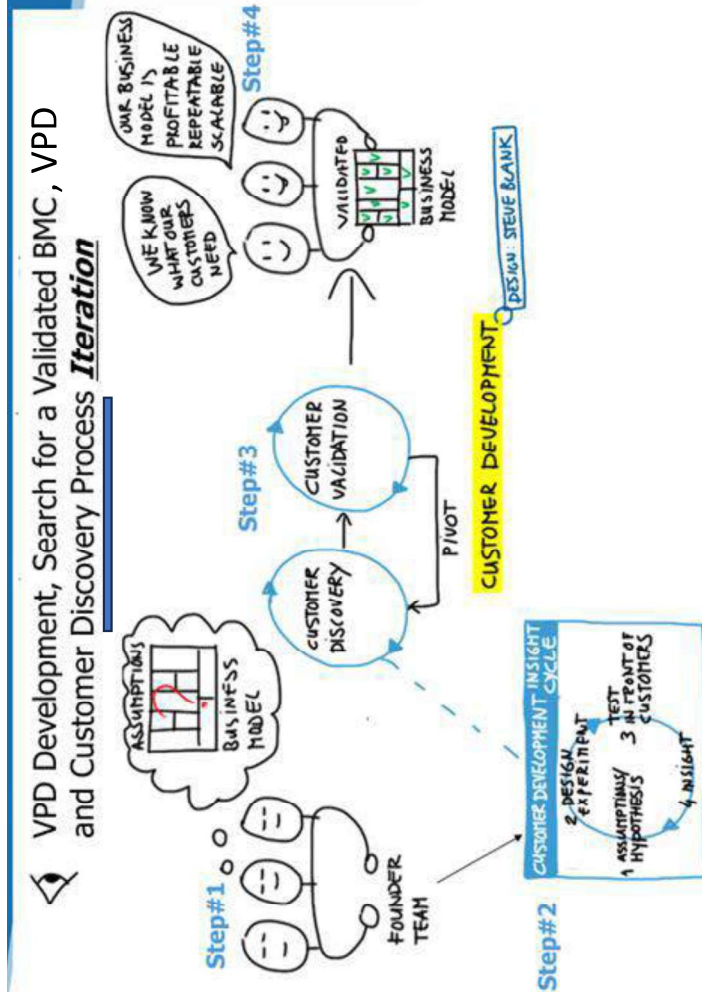 VPD Development, Search for a Validated BMC, VPD
and Customer Discovery Process Iteration
Step#1
FOUNDER
TEAM
ASSUMPTIONS
?
BUSINESS
MODEL
Step#2
CUSTOMER DEVELOPMENT INSIGHT
CYCLE
1 ASSUMPTIONS/
HYPOTHESIS
2 DESIGN
EXPERIMENT
3 TEST
IN FRONT OF
CUSTOMERS
4 INSIGHT
Step#3
CUSTOMER
DISCOVERY
CUSTOMER
VALIDATION
PIVOT
CUSTOMER DEVELOPMENT
DESIGN: STEVE BLANK
Step#4
WE KNOW
WHAT OUR
CUSTOMERS
NEED
OUR BUSINESS
MODEL IS
PROFITABLE
REPEATABLE
SCALABLE
VALIDATED
BUSINESS
MODEL